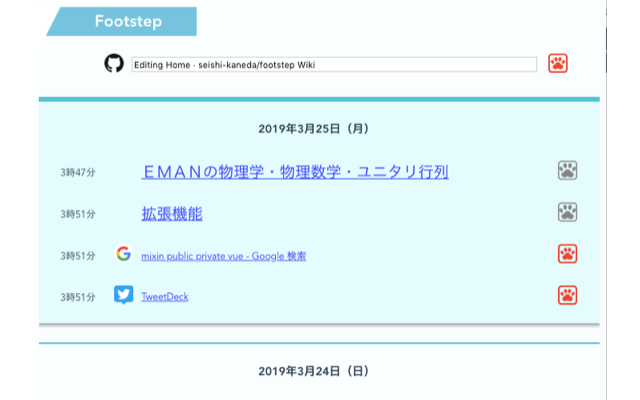 Footstep
Editing Home - seishi-kaneda/footstep Wiki
2019年3月25日（月）
3時47分 ＥＭＡＮの物理学・物理数学・ユニタリ行列
3時51分 拡張機能
3時51分 mixin public private vue - Google 検索
3時51分 TweetDeck
2019年3月24日（日）